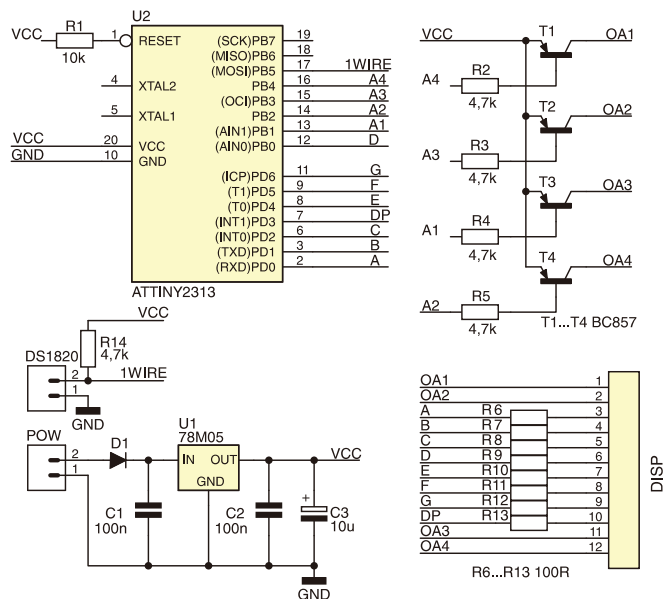 U2
R1
VCC
10k
1 RESET
4 XTAL2
5 XTAL1
VCC 20 VCC
GND 10 GND
(SCK)PB7 19
(MISO)PB6 18
(MOSI)PB5 17 1WIRE
PB4 16 A4
(OCI)PB3 15 A3
PB2 14 A2
(AIN1)PB1 13 A1
(AIN0)PB0 12 D
(ICP)PD6 11 G
(T1)PD5 9 F
(T0)PD4 8 E
(INT1)PD3 7 DP
(INT0)PD2 6 C
(TXD)PD1 3 B
(RXD)PD0 2 A
ATTINY2313
VCC T1 OA1
A4 R2
4,7k
T2 OA2
A3 R3
4,7k
T3 OA3
A1 R4
4,7k
T4 OA4
A2 R5
4,7k
T1...T4 BC857
VCC
R14
4,7k
DS1820
2 1WIRE
1
GND
POW
2
1
D1
U1
78M05
IN OUT
GND
VCC
C1
100n
C2
100n
+
C3
10u
GND
OA1 1
OA2 2
A R6 3
B R7 4
C R8 5
D R9 6
E R10 7
F R11 8
G R12 9
DP R13 10
OA3 11
OA4 12
DISP
R6...R13 100R